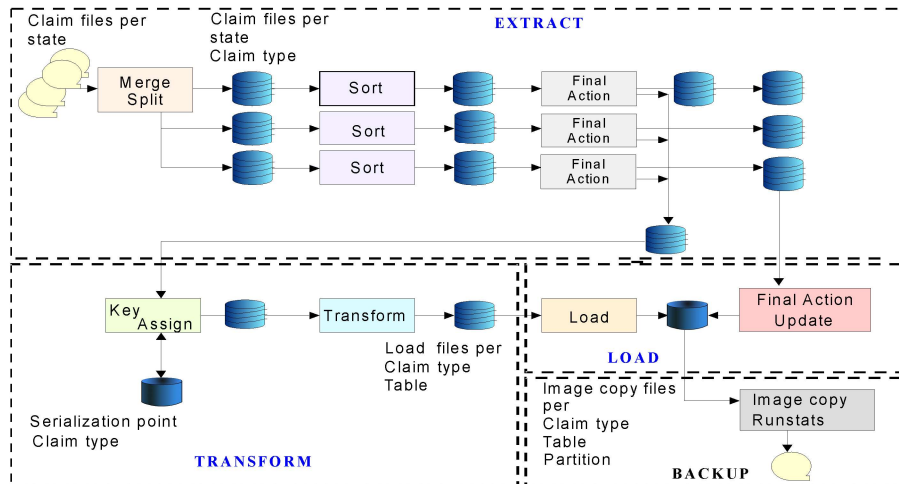 Claim files per
state
Claim files per
state
Claim type
EXTRACT
Merge
Split
Sort
Final
Action
Sort
Final
Action
Sort
Final
Action
Key
Assign
Transform
Load
Final Action
Update
Load files per
Claim type
Table
LOAD
Serialization point
Claim type
TRANSFORM
Image copy files
per
Claim type
Table
Partition
Image copy
Runstats
BACKUP